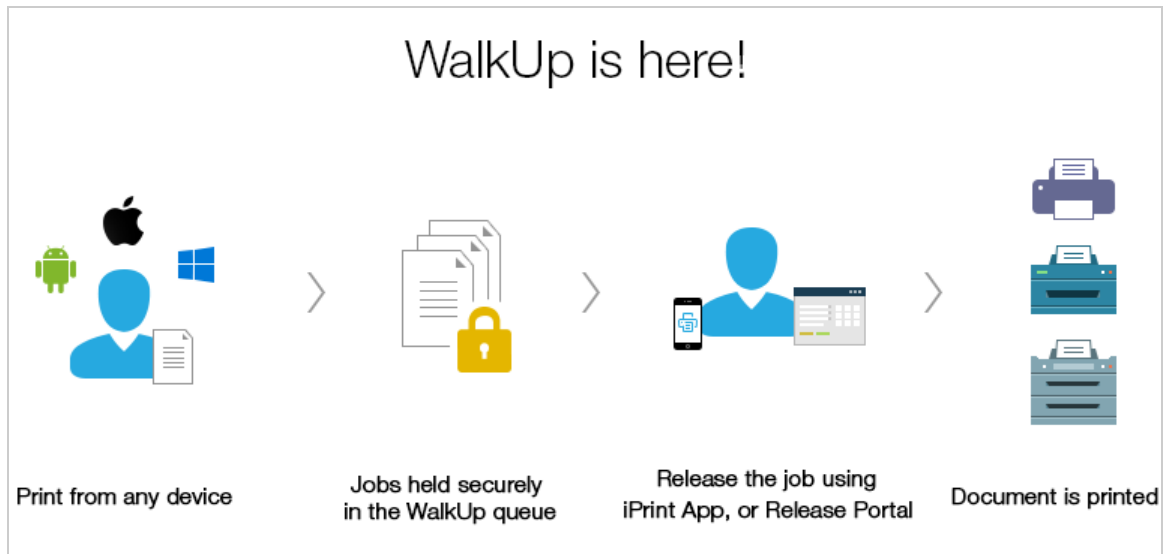 WalkUp is here!
Print from any device
Jobs held securely
in the WalkUp queue
Release the job using
iPrint App, or Release Portal
Document is printed